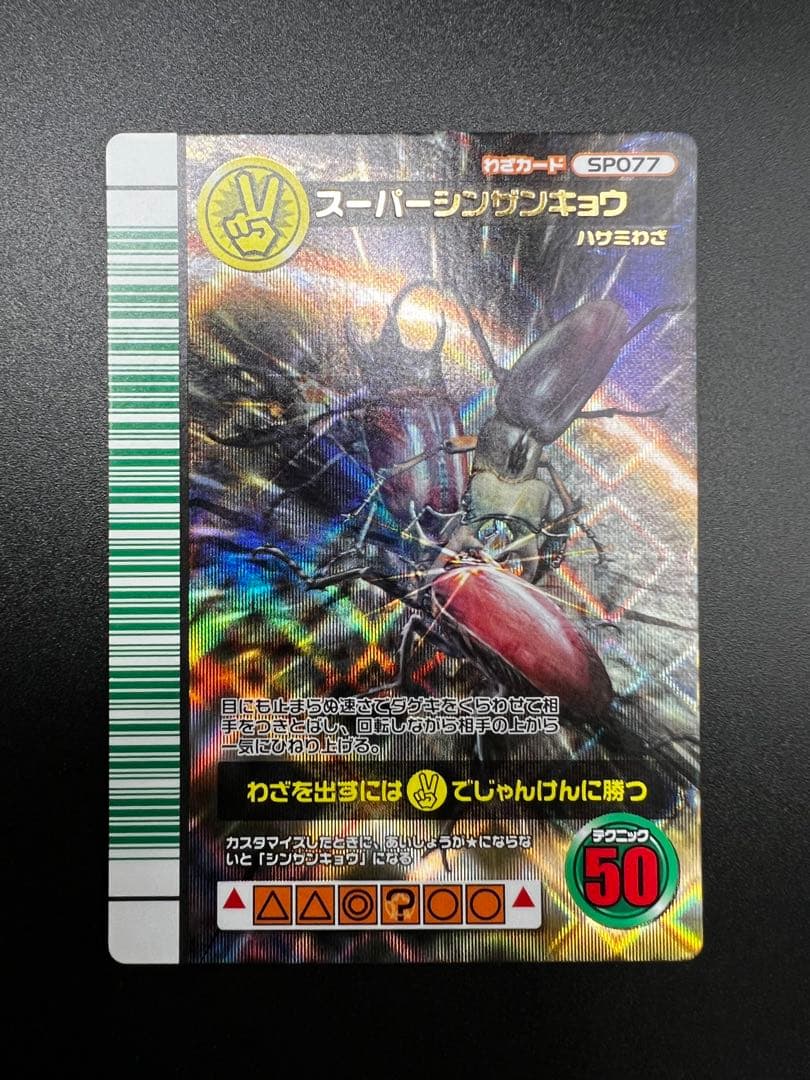 わざカード SP077
スーパーシンザンキョウ
ハサミわざ
目にも止まらぬ速さでダゲキをくらわせて相
手をつきとばし、回転しながら相手の上から
一気にひねり上げる。
わざを出すには でじゃんけんに勝つ
カスタマイズしたときに、あいしょうが★にならな
いと「シンザンキョウ」になる
テクニック
50
?